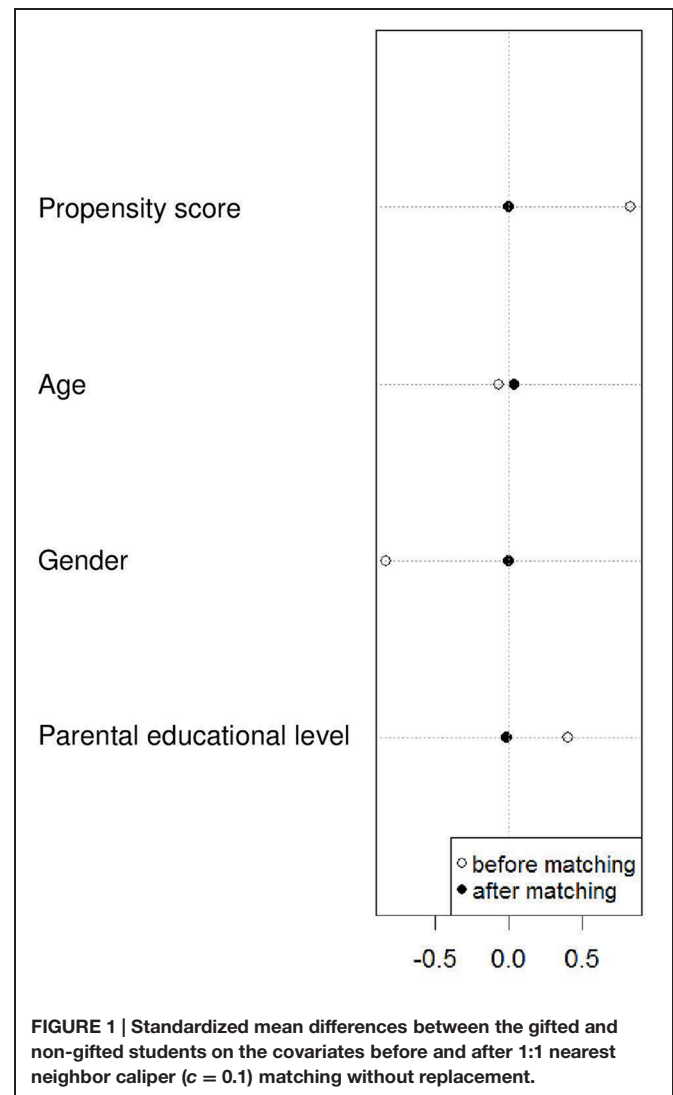 Propensity score
Age
Gender
Parental educational level
before matching
after matching
-0.5 0.0 0.5
FIGURE 1 | Standardized mean differences between the gifted and
non-gifted students on the covariates before and after 1:1 nearest
neighbor caliper (c = 0.1) matching without replacement.